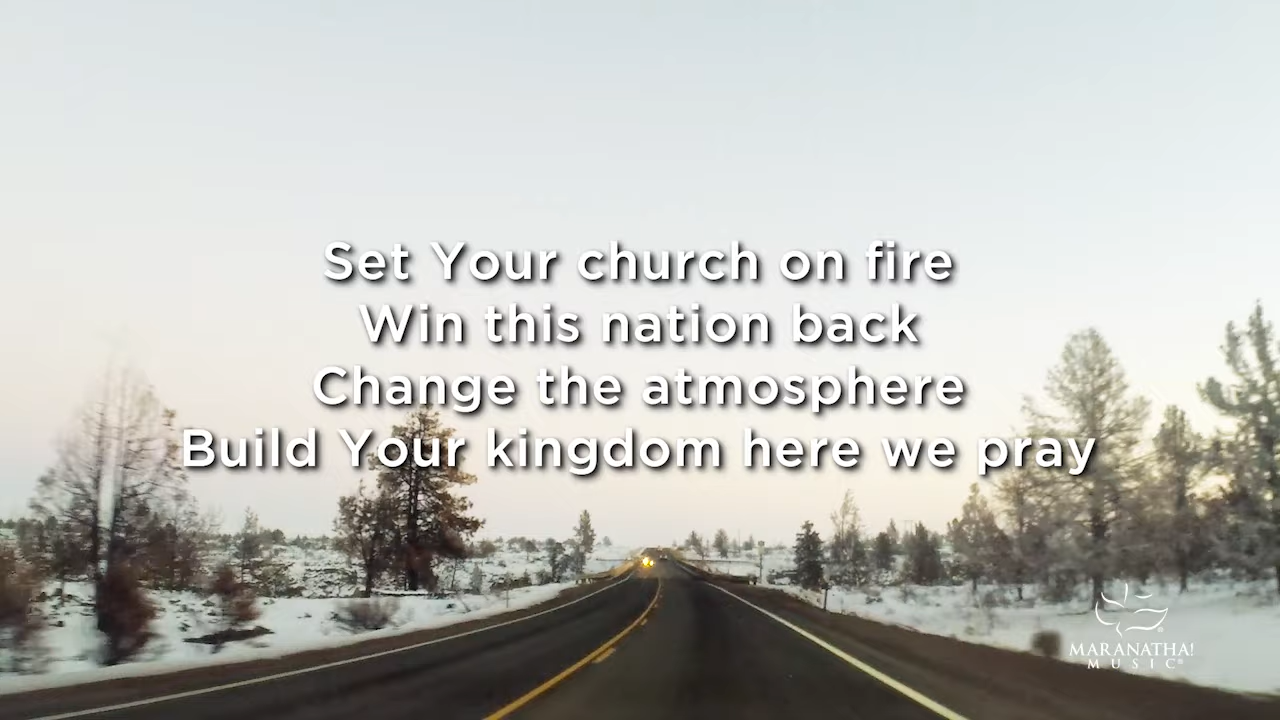 Set Your church on fire
Win this nation back
Change the atmosphere
Build Your kingdom here we pray
MARANATHA!
MUSIC®